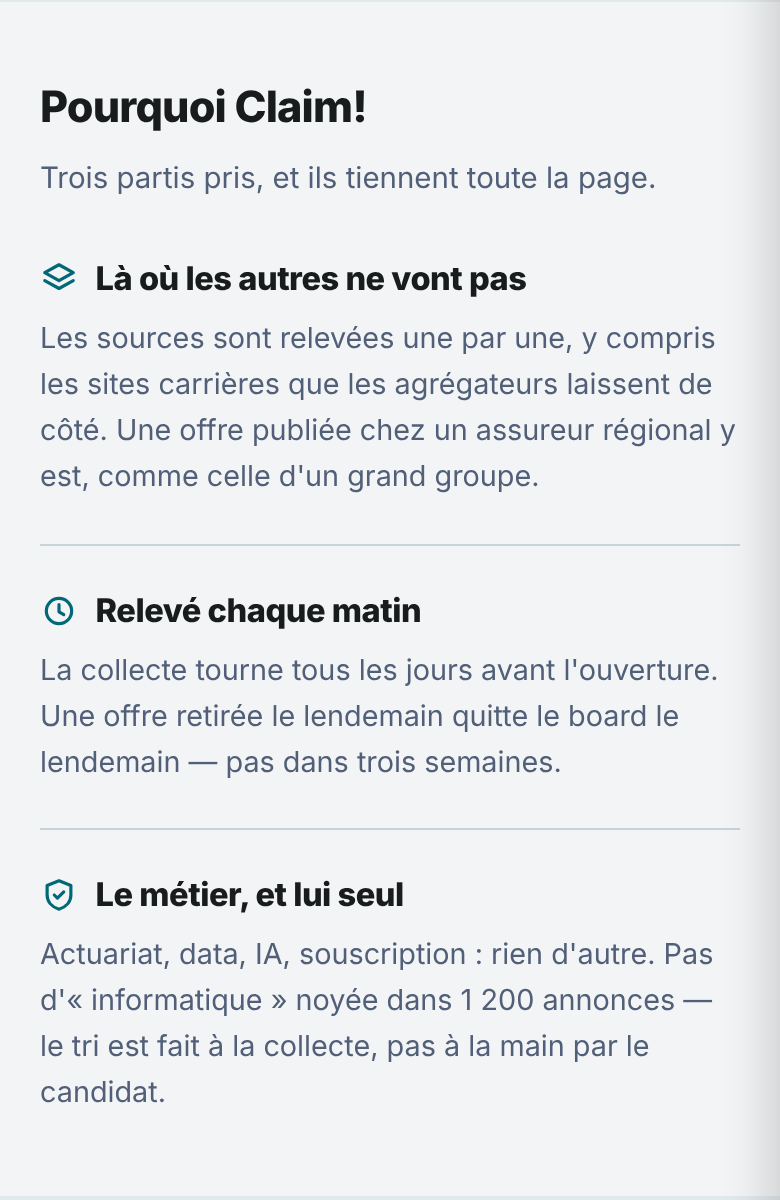 Pourquoi Claim!
Trois partis pris, et ils tiennent toute la page.
Là où les autres ne vont pas
Les sources sont relevées une par une, y compris
les sites carrières que les agrégateurs laissent de
côté. Une offre publiée chez un assureur régional y
est, comme celle d'un grand groupe.
Relevé chaque matin
La collecte tourne tous les jours avant l'ouverture.
Une offre retirée le lendemain quitte le board le
lendemain — pas dans trois semaines.
Le métier, et lui seul
Actuariat, data, IA, souscription : rien d'autre. Pas
d'« informatique » noyée dans 1 200 annonces —
le tri est fait à la collecte, pas à la main par le
candidat.